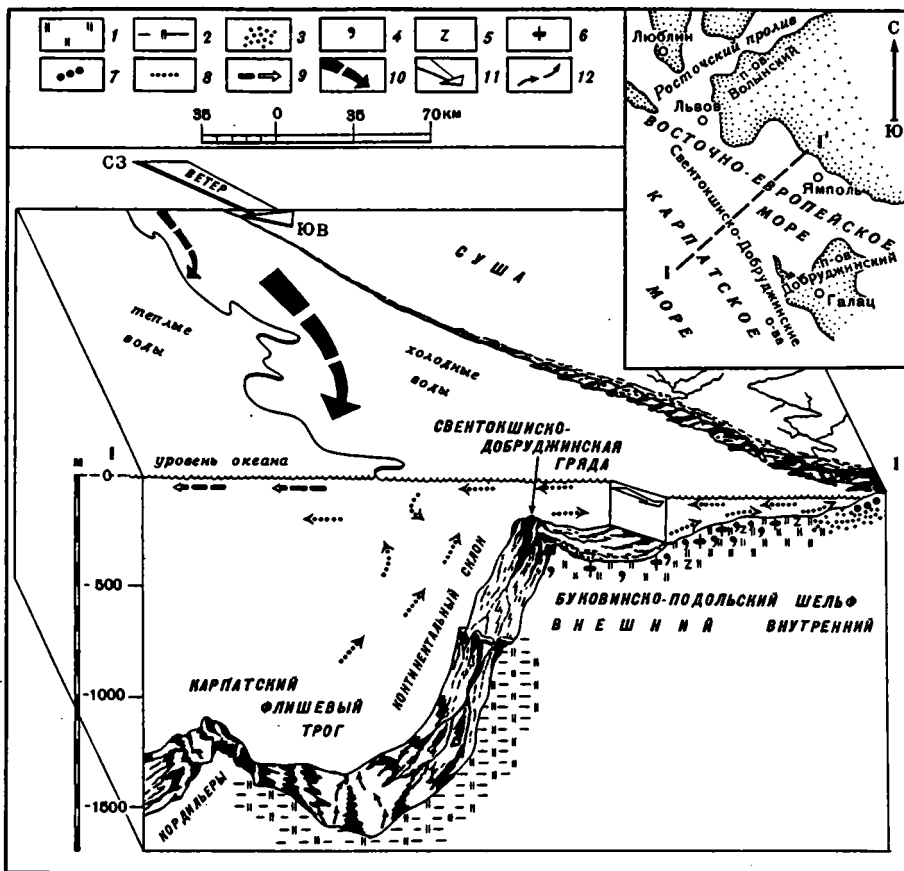 1 2 3 4 5 6
7 8 9 10 11 12
35 0 35 70 км
СЗ
ВЕТЕР
ЮВ
СУША
теплые
воды
холодные
воды
СВЕНТОКШИСКО-
ДОБРУДЖИНСКАЯ
ГРЯДА
I
I
м
0
уровень океана
-500
-1000
-1500
КОНТИНЕНТАЛЬНЫЙ СКЛОН
БУКОВИНСКО-ПОДОЛЬСКИЙ ШЕЛЬФ
ВНЕШНИЙ ВНУТРЕННИЙ
КАРПАТСКИЙ
ФЛИШЕВЫЙ
ТРОГ
КОРДИЛЬЕРЫ
С
Ю
Люблин
Росточский пролив
п-ов
Волынский
Львов
I'
ВОСТОЧНО-ЕВРОПЕЙСКОЕ
МОРЕ
Ямполь
Свентокшиско-Добруджинские
о-ва
КАРПАТСКОЕ
МОРЕ
I
п-ов
Добруджинский
Галац